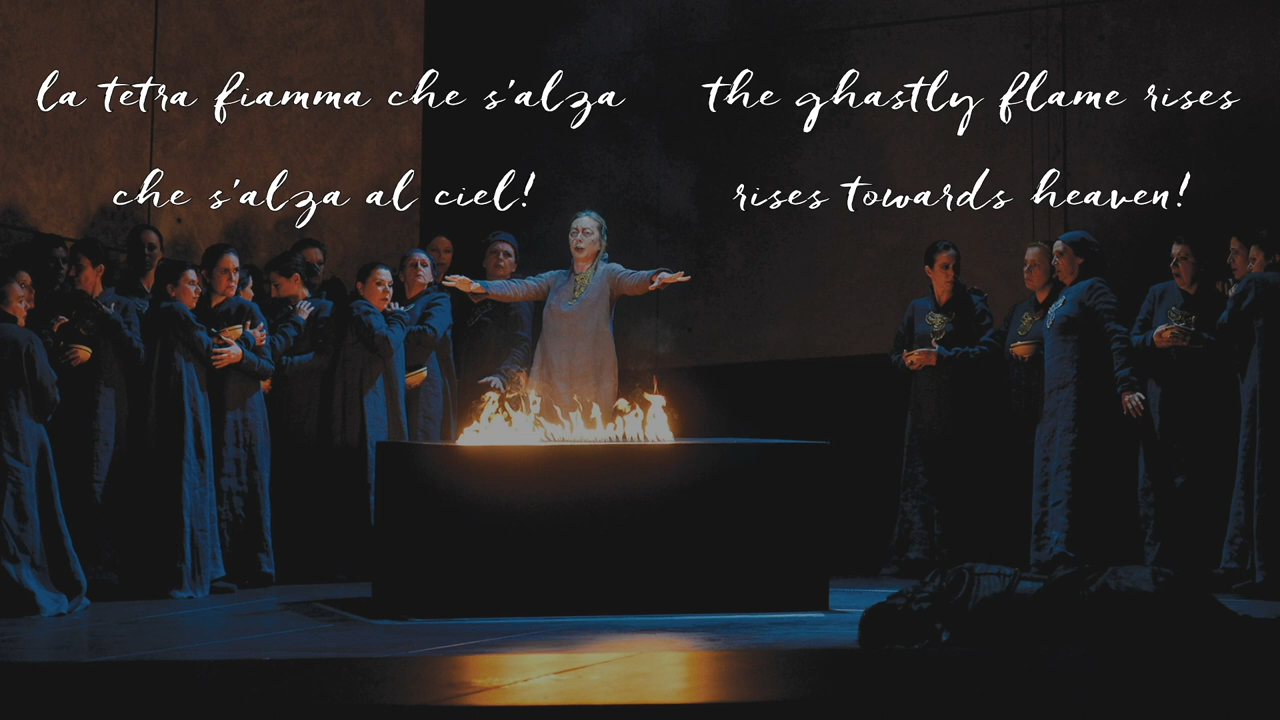 la tetra fiamma che s'alza
che s'alza al ciel!
the ghastly flame rises
rises towards heaven!